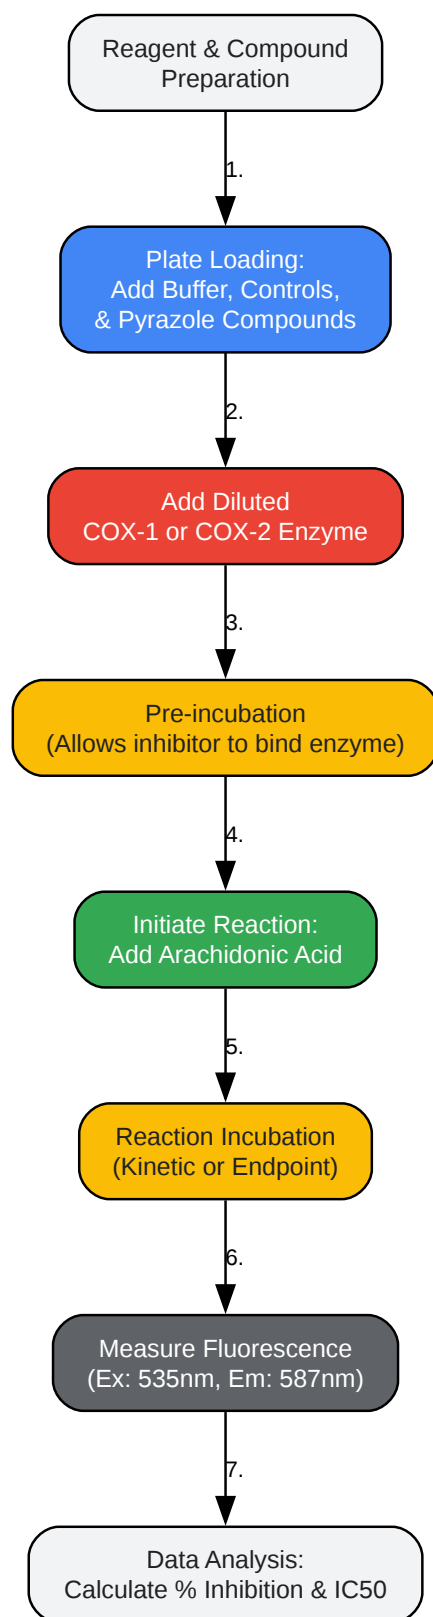 Reagent & Compound
Preparation
1.
Plate Loading:
Add Buffer, Controls,
& Pyrazole Compounds
2.
Add Diluted
COX-1 or COX-2 Enzyme
3.
Pre-incubation
(Allows inhibitor to bind enzyme)
4.
Initiate Reaction:
Add Arachidonic Acid
5.
Reaction Incubation
(Kinetic or Endpoint)
6.
Measure Fluorescence
(Ex: 535nm, Em: 587nm)
7.
Data Analysis:
Calculate % Inhibition & IC50